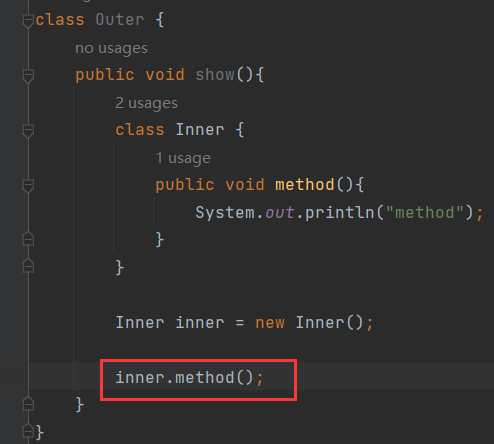 class Outer {
no usages
public void show(){
2 usages
class Inner {
1 usage
public void method(){
System.out.println("method");
}
}
Inner inner = new Inner();
inner.method();
}
}